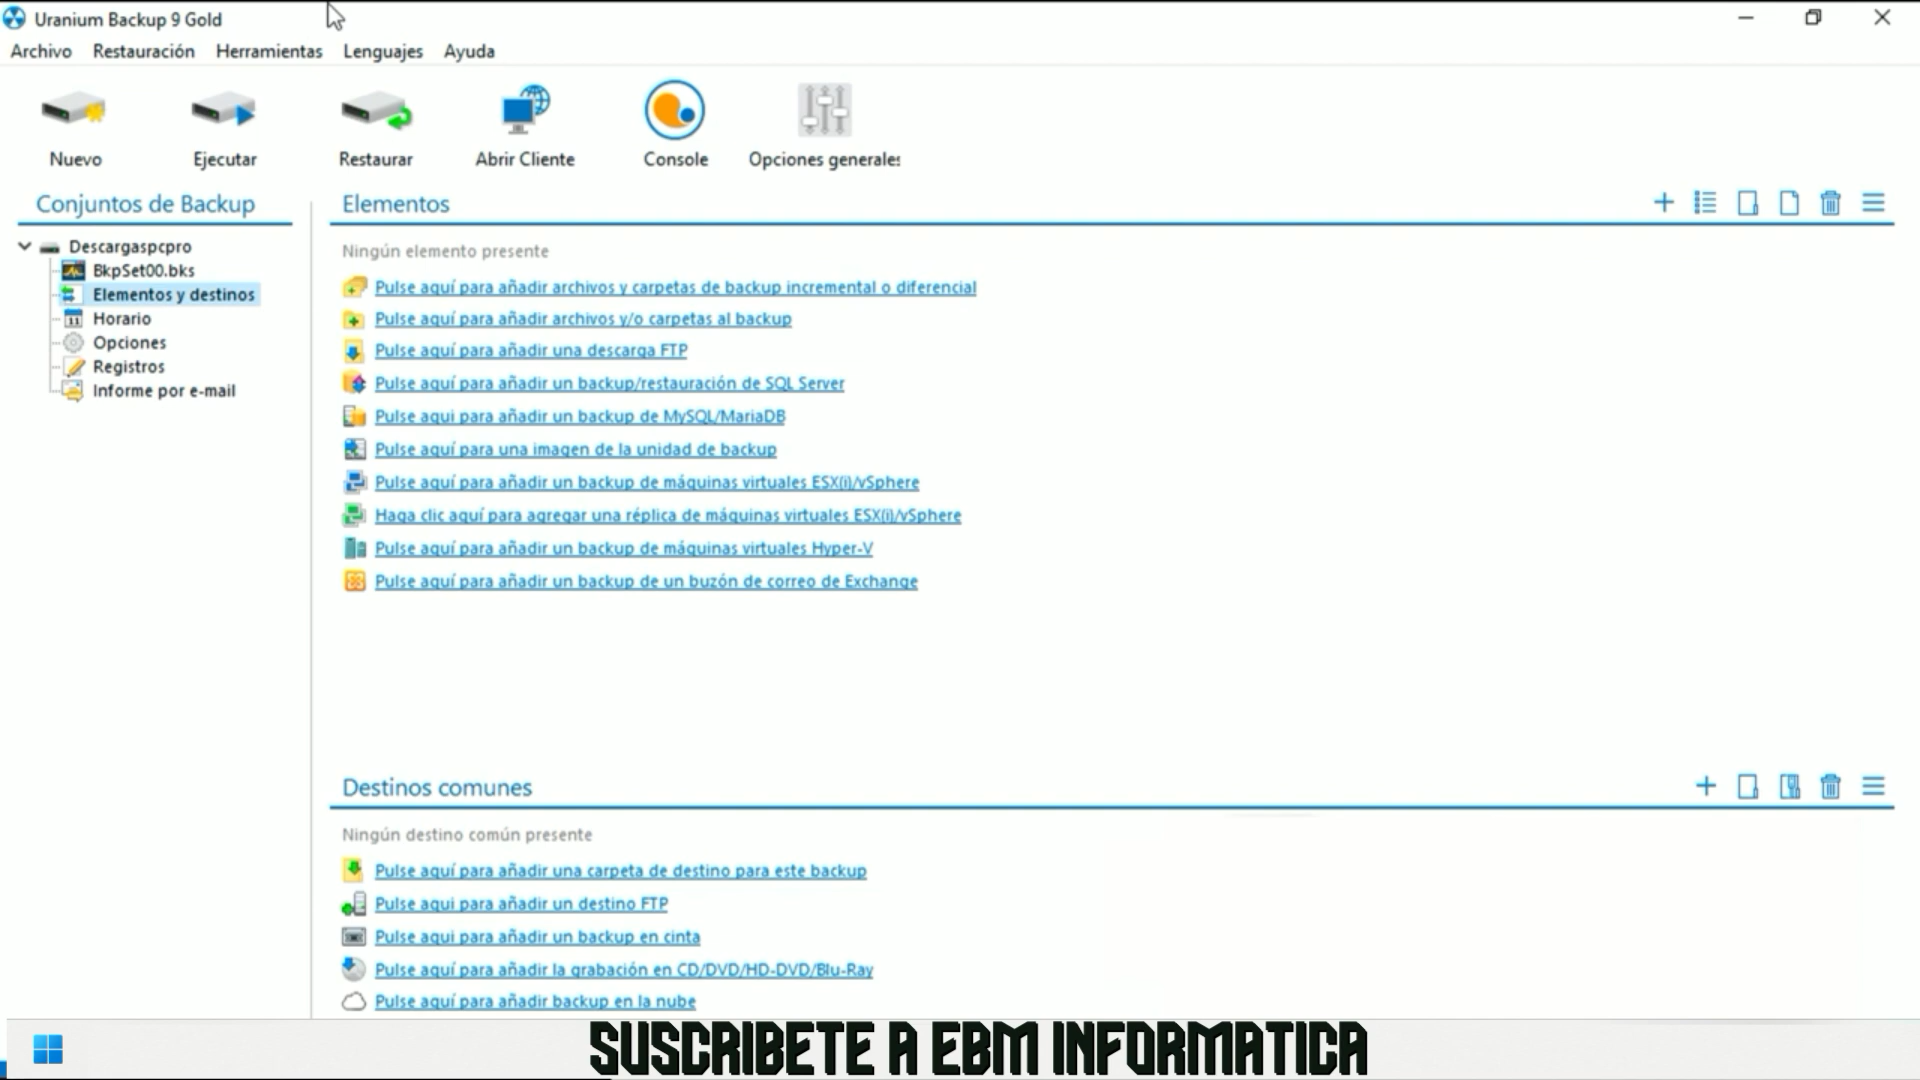 Uranium Backup 9 Gold
Archivo Restauración Herramientas Lenguajes Ayuda
Nuevo Ejecutar Restaurar Abrir Cliente Console Opciones generales
Conjuntos de Backup
Descargaspcpro
BkpSet00.bks
Elementos y destinos
11 Horario
Opciones
Registros
Informe por e-mail
Elementos
Ningún elemento presente
Pulse aquí para añadir archivos y carpetas de backup incremental o diferencial
Pulse aquí para añadir archivos y/o carpetas al backup
Pulse aquí para añadir una descarga FTP
Pulse aquí para añadir un backup/restauración de SQL Server
Pulse aqui para añadir un backup de MySQL/MariaDB
Pulse aquí para una imagen de la unidad de backup
Pulse aquí para añadir un backup de máquinas virtuales ESX(i)/vSphere
Haga clic aquí para agregar una réplica de máquinas virtuales ESX(i)/vSphere
Pulse aquí para añadir un backup de máquinas virtuales Hyper-V
Pulse aquí para añadir un backup de un buzón de correo de Exchange
Destinos comunes
Ningún destino común presente
Pulse aquí para añadir una carpeta de destino para este backup
Pulse aqui para añadir un destino FTP
Pulse aqui para añadir un backup en cinta
Pulse aquí para añadir la grabación en CD/DVD/HD-DVD/Blu-Ray
Pulse aquí para añadir backup en la nube
SUSCRIBETE A EBM INFORMATICA